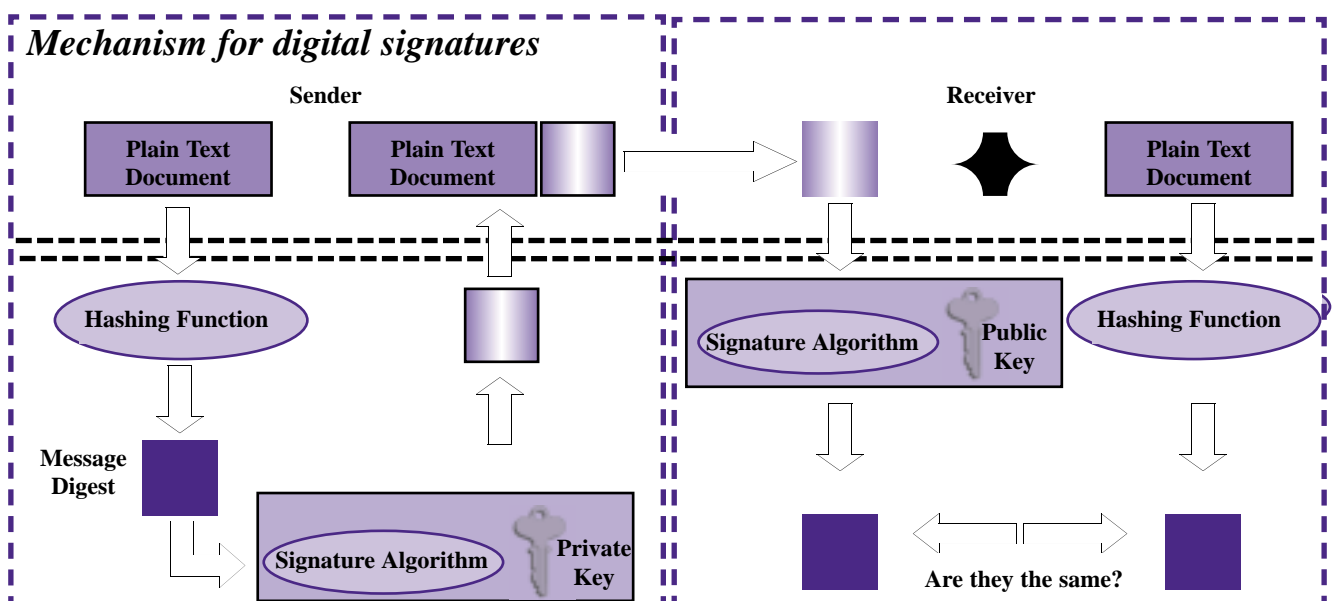 Mechanism for digital signatures
Sender
Plain Text
Document
Plain Text
Document
Hashing Function
Message
Digest
Signature Algorithm
Private
Key
Receiver
Plain Text
Document
Signature Algorithm
Public
Key
Hashing Function
Are they the same?